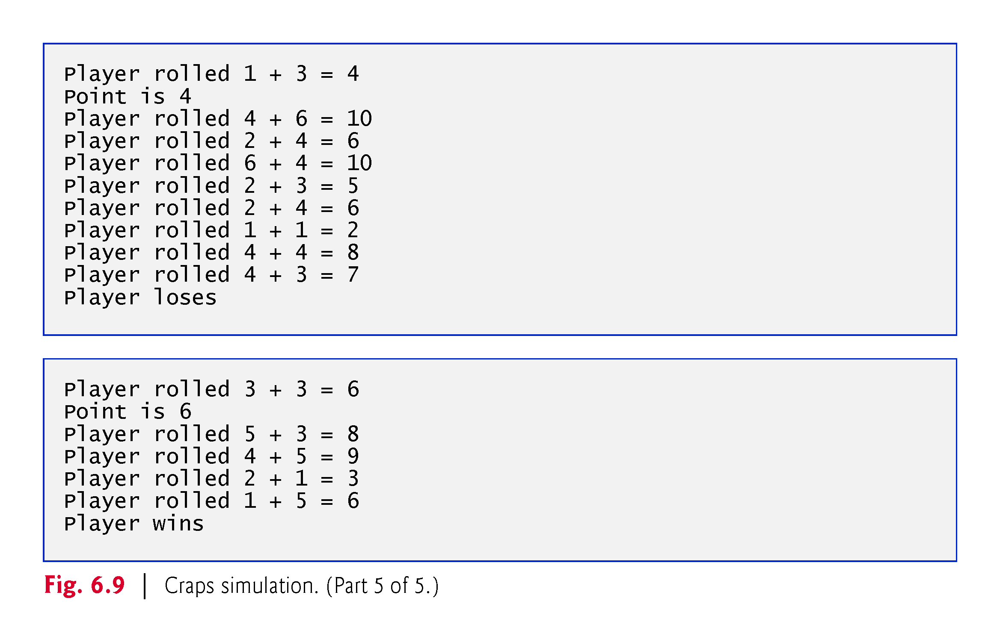 Player rolled 1 + 3 = 4
Point is 4
Player rolled 4 + 6 = 10
Player rolled 2 + 4 = 6
Player rolled 6 + 4 = 10
Player rolled 2 + 3 = 5
Player rolled 2 + 4 = 6
Player rolled 1 + 1 = 2
Player rolled 4 + 4 = 8
Player rolled 4 + 3 = 7
Player loses
Player rolled 3 + 3 = 6
Point is 6
Player rolled 5 + 3 = 8
Player rolled 4 + 5 = 9
Player rolled 2 + 1 = 3
Player rolled 1 + 5 = 6
Player wins
Fig. 6.9 | Craps simulation. (Part 5 of 5.)